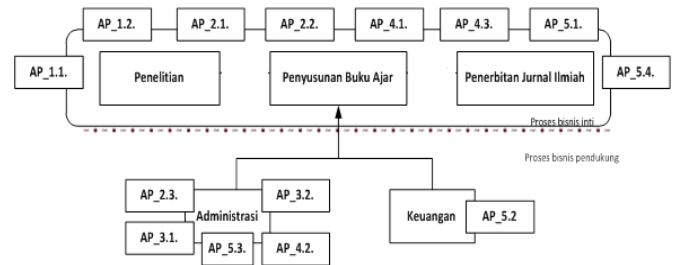 AP_1.2.
AP_2.1.
AP_2.2.
AP_4.1.
AP_4.3.
AP_5.1.
AP_1.1.
Penelitian
Penyusunan Buku Ajar
Penerbitan Jurnal Ilmiah
AP_5.4.
Proses bisnis inti
Proses bisnis pendukung
AP_2.3.
AP_3.2.
Administrasi
AP_3.1.
AP_5.3.
AP_4.2.
Keuangan
AP_5.2